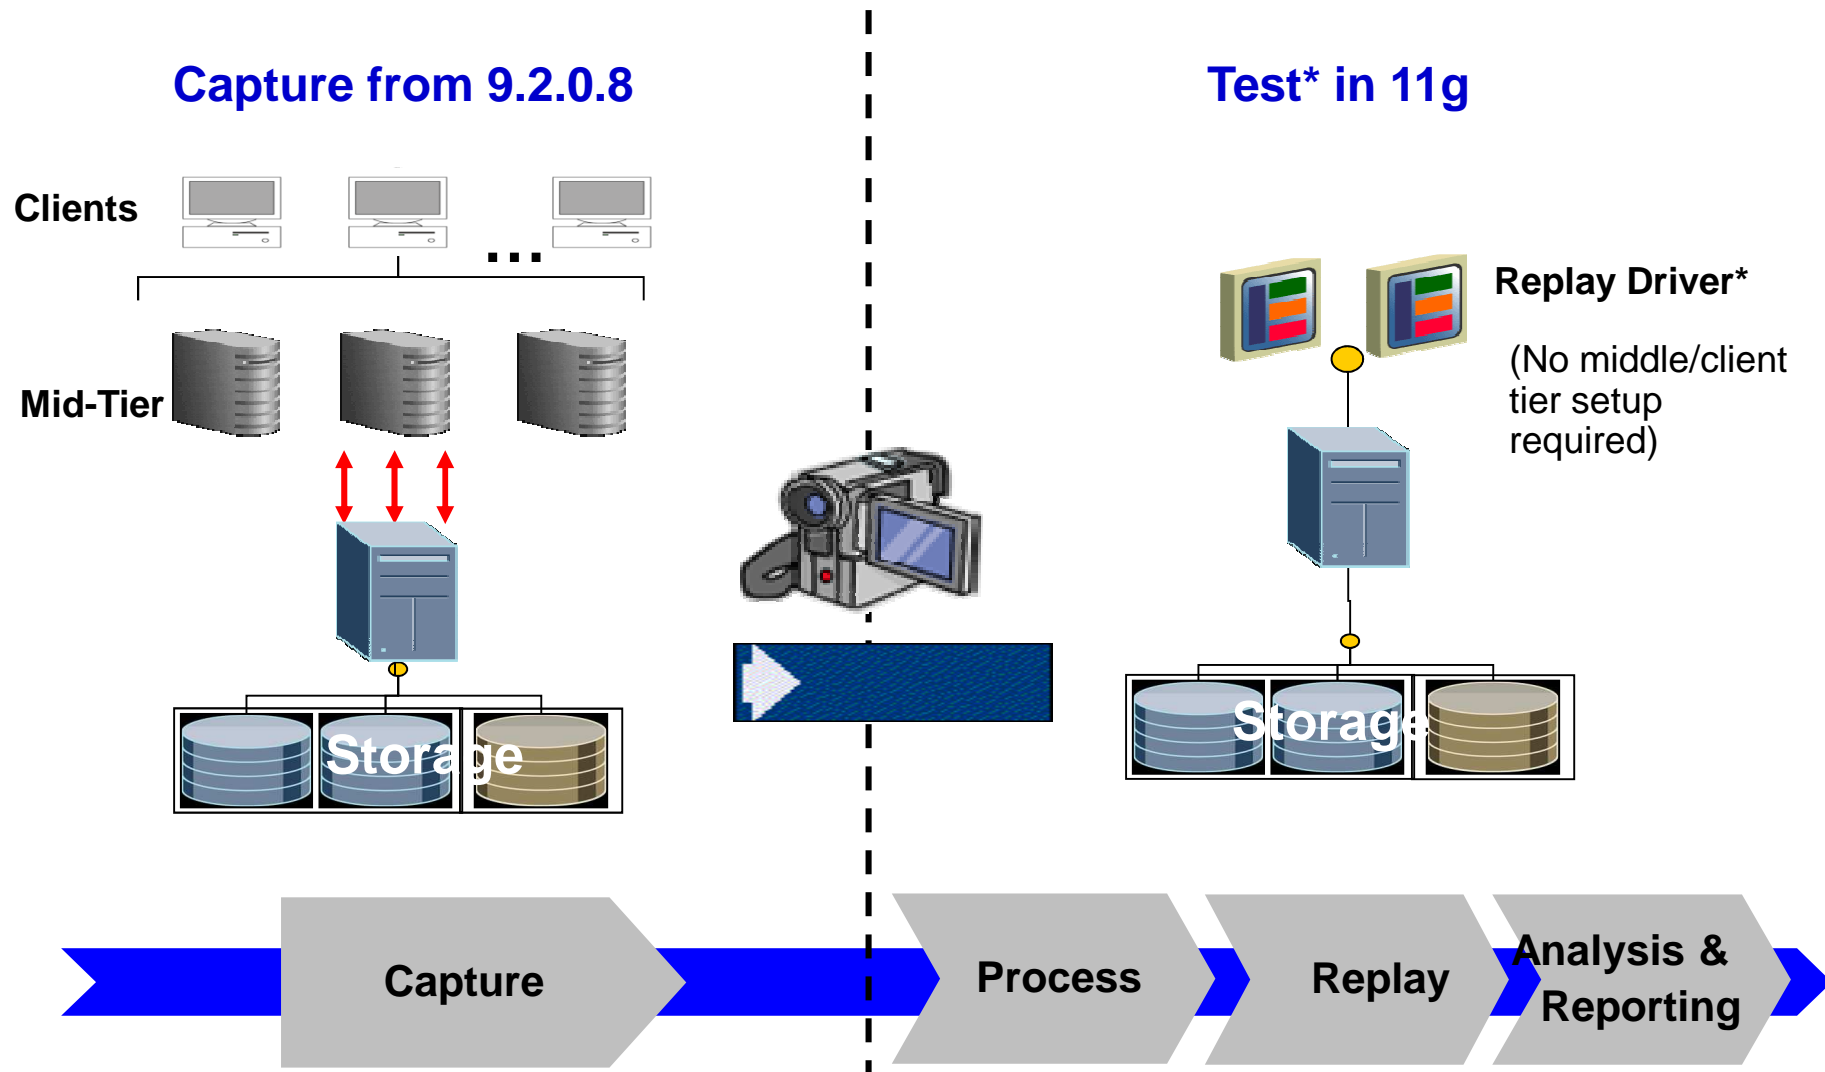 Capture from 9.2.0.8
Test* in 11g
Clients
...
Mid-Tier
Storage
Replay Driver*
(No middle/client
tier setup
required)
Storage
Capture
Process
Replay
Analysis &
Reporting